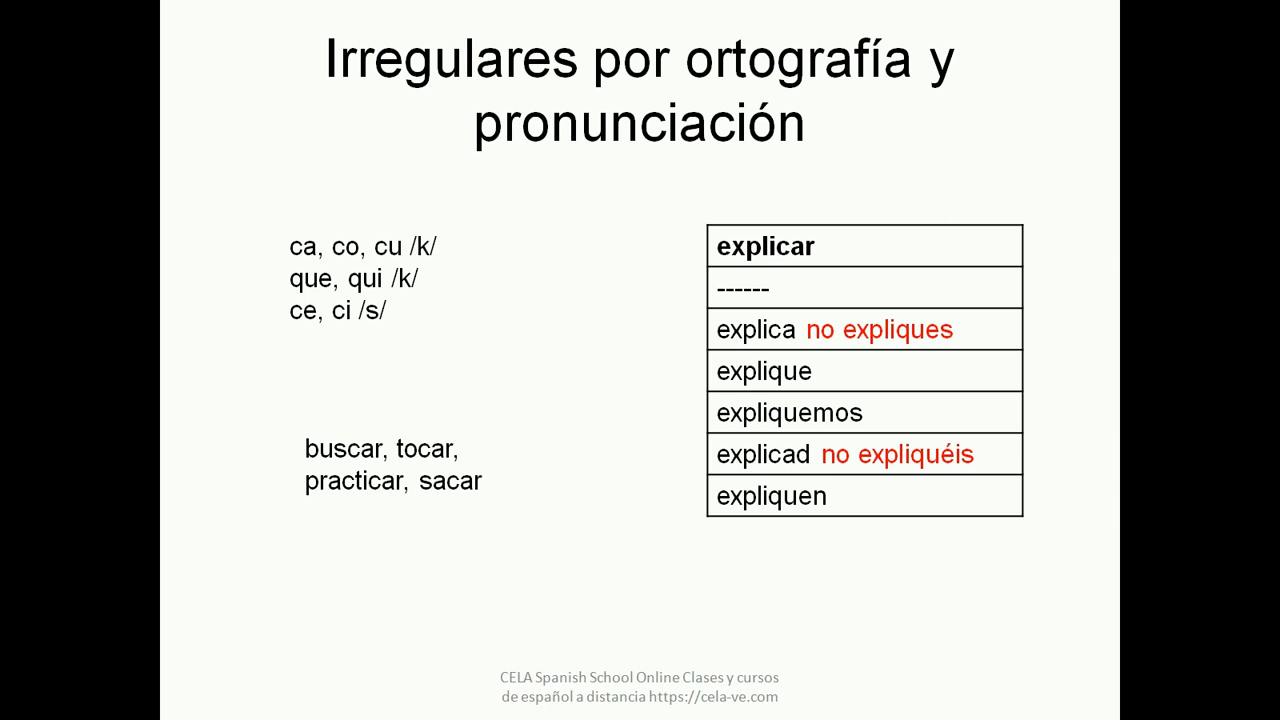 Irregulares por ortografía y
pronunciación
ca, co, cu /k/
que, qui /k/
ce, ci /s/
buscar, tocar,
practicar, sacar
explicar
------
explica no expliques
explique
expliquemos
explicad no expliquéis
expliquen
CELA Spanish School Online Clases y cursos
de español a distancia https://cela-ve.com